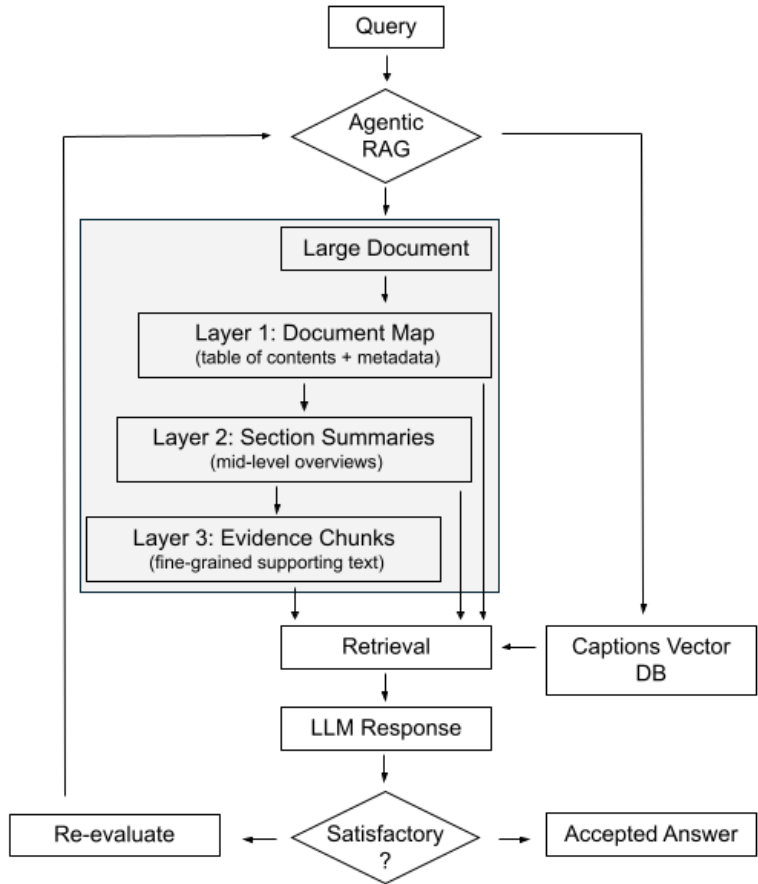 Query
Agentic
RAG
Large Document
Layer 1: Document Map
(table of contents + metadata)
Layer 2: Section Summaries
(mid-level overviews)
Layer 3: Evidence Chunks
(fine-grained supporting text)
Retrieval
Captions Vector
DB
LLM Response
Re-evaluate
Satisfactory
?
Accepted Answer